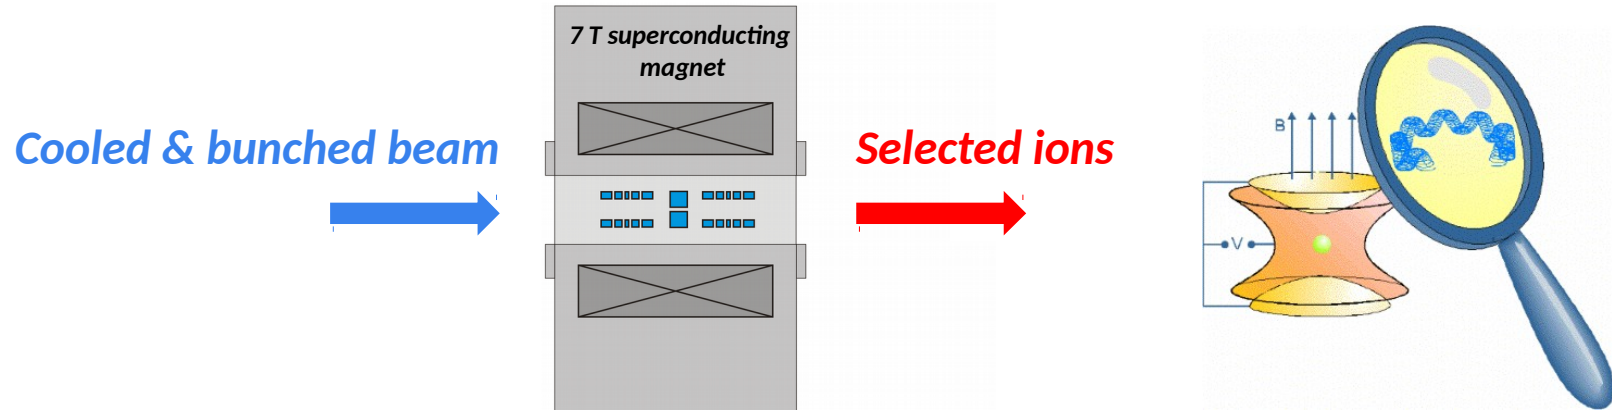 7 T superconducting
magnet
Cooled & bunched beam
Selected ions
B
V